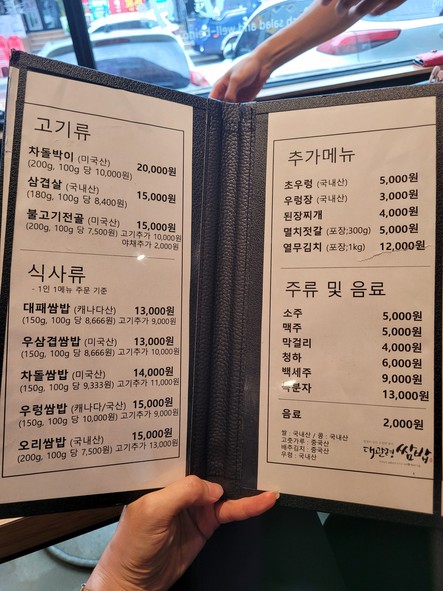 고기류
차돌박이 (미국산) 20,000원
(200g, 100g 당 10,000원)
삼겹살 (국내산) 15,000원
(180g, 100g 당 8,400원)
불고기전골 (미국산) 15,000원
(200g, 100g 당 7,500원) 고기추가 10,000원
야채추가 2,000원
식사류
- 1인 1메뉴 주문 기준
대패쌈밥 (캐나다산) 13,000원
(150g, 100g 당 8,666원) 고기추가 9,000원
우삼겹쌈밥 (미국산) 13,000원
(150g, 100g 당 8,666원) 고기추가 10,000원
차돌쌈밥 (미국산) 14,000원
(150g, 100g 당 9,333원) 고기추가 11,000원
우렁쌈밥 (캐나다/국산) 15,000원
(150g, 100g 당 10,000원) 고기추가 9,000원
오리쌈밥 (국내산) 15,000원
(200g, 100g 당 7,500원) 고기추가 13,000원
추가메뉴
초우렁 (국내산) 5,000원
우렁장 (국내산) 3,000원
된장찌개 4,000원
멸치젓갈 (포장;300g) 5,000원
열무김치 (포장;1kg) 12,000원
주류 및 음료
소주 5,000원
맥주 5,000원
막걸리 4,000원
청하 6,000원
백세주 9,000원
분자 13,000원
음료 2,000원
쌀 : 국내산 / 콩 : 국내산
고춧가루 : 중국산
배추김치 : 중국산
우렁 : 국내산
대관령 쌈밥